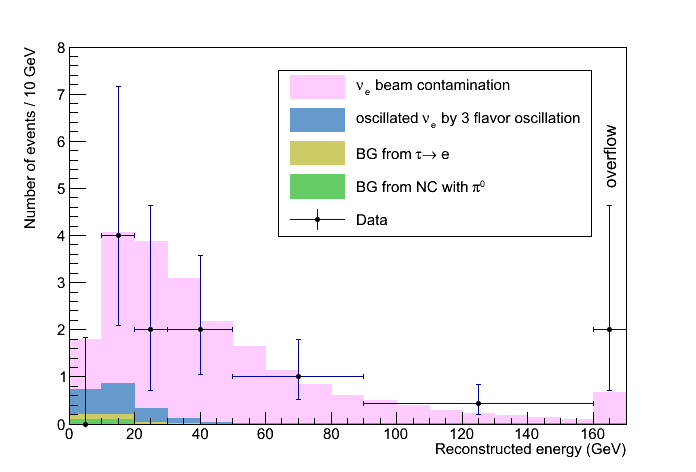 Number of events / 10 GeV
8
7
6
5
4
3
2
1
0
ν_e beam contamination
oscillated ν_e by 3 flavor oscillation
BG from τ→ e
BG from NC with π⁰
Data
overflow
0 20 40 60 80 100 120 140 160
Reconstructed energy (GeV)